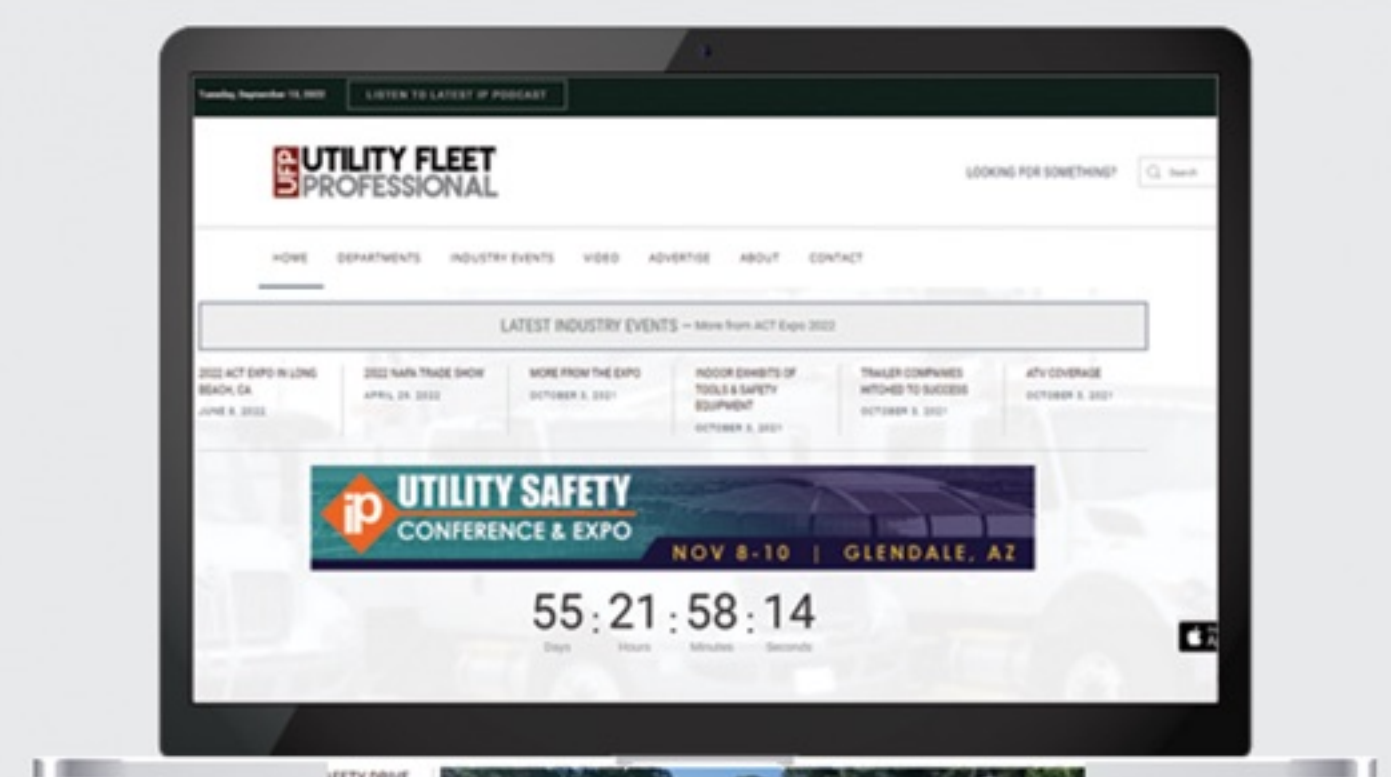 Tuesday, September 13, 2022
LISTEN TO LATEST IP PODCAST
UFP
UTILITY FLEET
PROFESSIONAL
LOOKING FOR SOMETHING?
Search
HOME
DEPARTMENTS
INDUSTRY EVENTS
VIDEO
ADVERTISE
ABOUT
CONTACT
LATEST INDUSTRY EVENTS – More from ACT Expo 2022
2022 ACT EXPO IN LONG
BEACH, CA
JUNE 8, 2022
2022 NAFA TRADE SHOW
APRIL 29, 2022
MORE FROM THE EXPO
OCTOBER 5, 2021
INDOOR EXHIBITS OF
TOOLS & SAFETY
EQUIPMENT
OCTOBER 5, 2021
TRAILER COMPANIES
HITCHED TO SUCCESS
OCTOBER 5, 2021
ATV COVERAGE
OCTOBER 5, 2021
iP
UTILITY SAFETY
CONFERENCE & EXPO
NOV 8-10 | GLENDALE, AZ
55 : 21 : 58 : 14
Days Hours Minutes Seconds
DRIVE